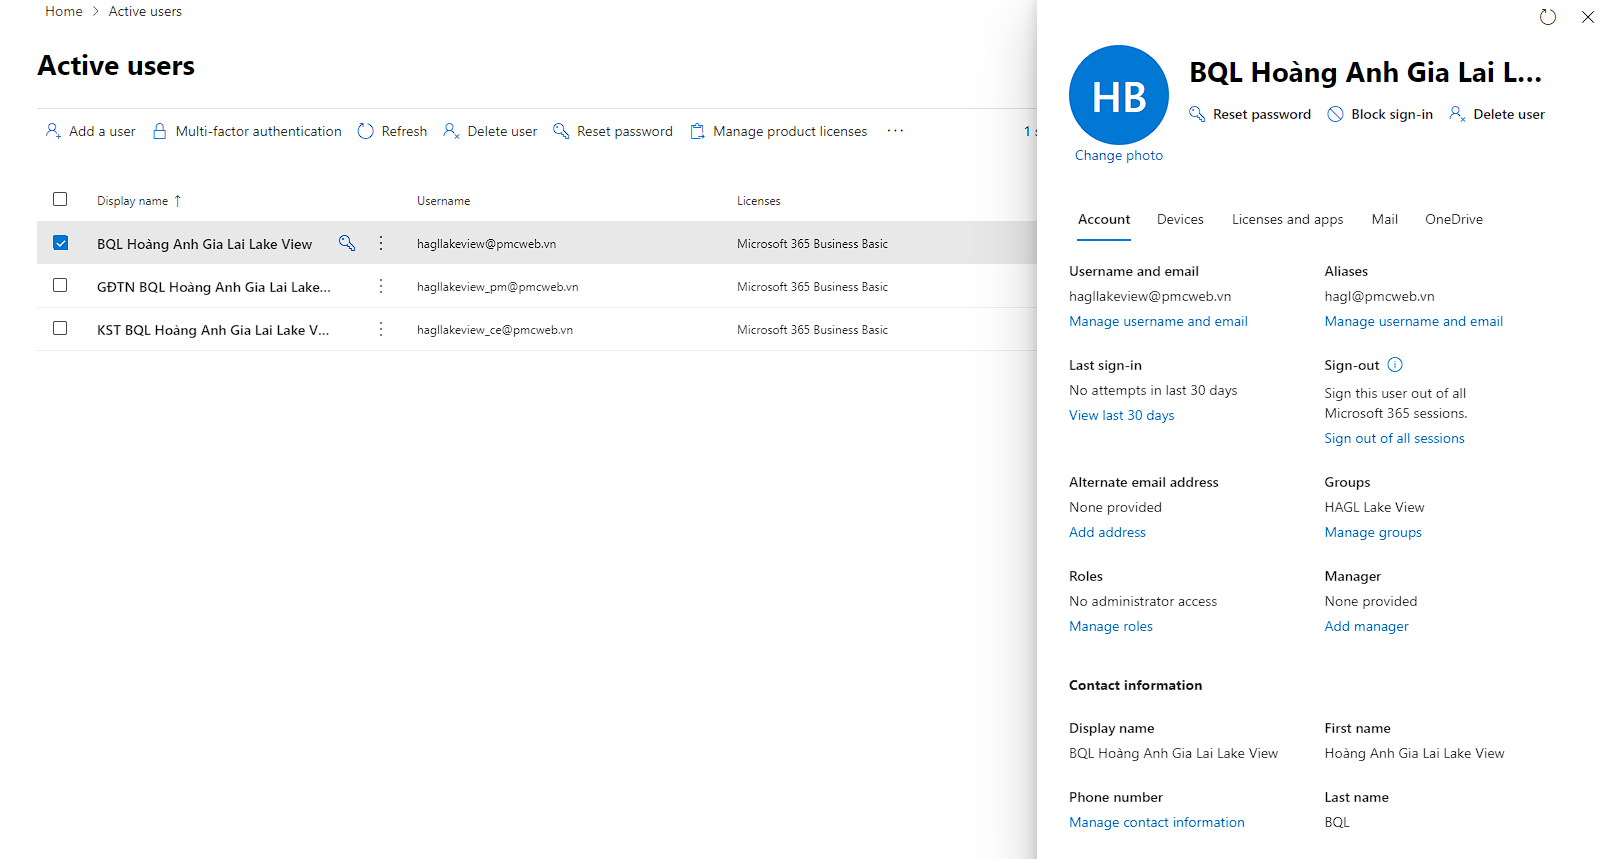 Home > Active users
Active users
Add a user Multi-factor authentication Refresh Delete user Reset password Manage product licenses ··· 1
Display name ↑ Username Licenses
BQL Hoàng Anh Gia Lai Lake View hagllakeview@pmcweb.vn Microsoft 365 Business Basic
GĐTN BQL Hoàng Anh Gia Lai Lake... hagllakeview_pm@pmcweb.vn Microsoft 365 Business Basic
KST BQL Hoàng Anh Gia Lai Lake V... hagllakeview_ce@pmcweb.vn Microsoft 365 Business Basic
HB
Change photo
BQL Hoàng Anh Gia Lai L...
Reset password Block sign-in Delete user
Account Devices Licenses and apps Mail OneDrive
Username and email
hagllakeview@pmcweb.vn
Manage username and email
Aliases
hagl@pmcweb.vn
Manage username and email
Last sign-in
No attempts in last 30 days
View last 30 days
Sign-out
Sign this user out of all
Microsoft 365 sessions.
Sign out of all sessions
Alternate email address
None provided
Add address
Groups
HAGL Lake View
Manage groups
Roles
No administrator access
Manage roles
Manager
None provided
Add manager
Contact information
Display name
BQL Hoàng Anh Gia Lai Lake View
First name
Hoàng Anh Gia Lai Lake View
Phone number
Manage contact information
Last name
BQL